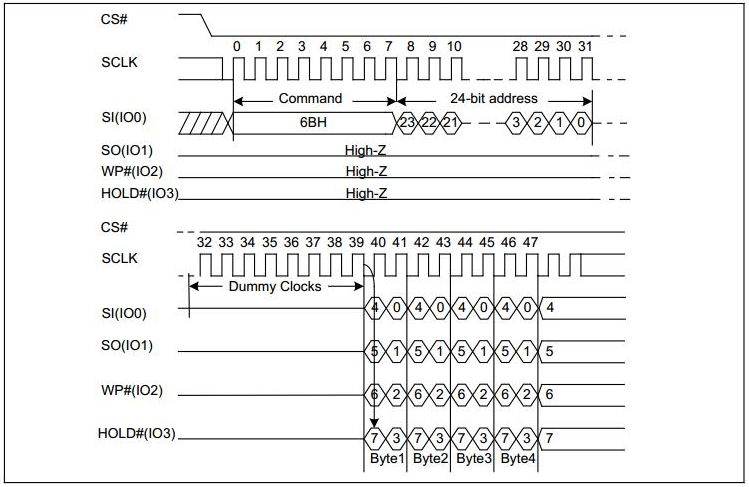 CS#
0 1 2 3 4 5 6 7 8 9 10 28 29 30 31
SCLK
Command 24-bit address
SI(IO0) 6BH 23 22 21 3 2 1 0
SO(IO1) High-Z
WP#(IO2) High-Z
HOLD#(IO3) High-Z
CS#
32 33 34 35 36 37 38 39 40 41 42 43 44 45 46 47
SCLK
Dummy Clocks
SI(IO0) 4 0 4 0 4 0 4 0 4
SO(IO1) 5 1 5 1 5 1 5 1 5
WP#(IO2) 6 2 6 2 6 2 6 2 6
HOLD#(IO3) 7 3 7 3 7 3 7 3 7
Byte1 Byte2 Byte3 Byte4